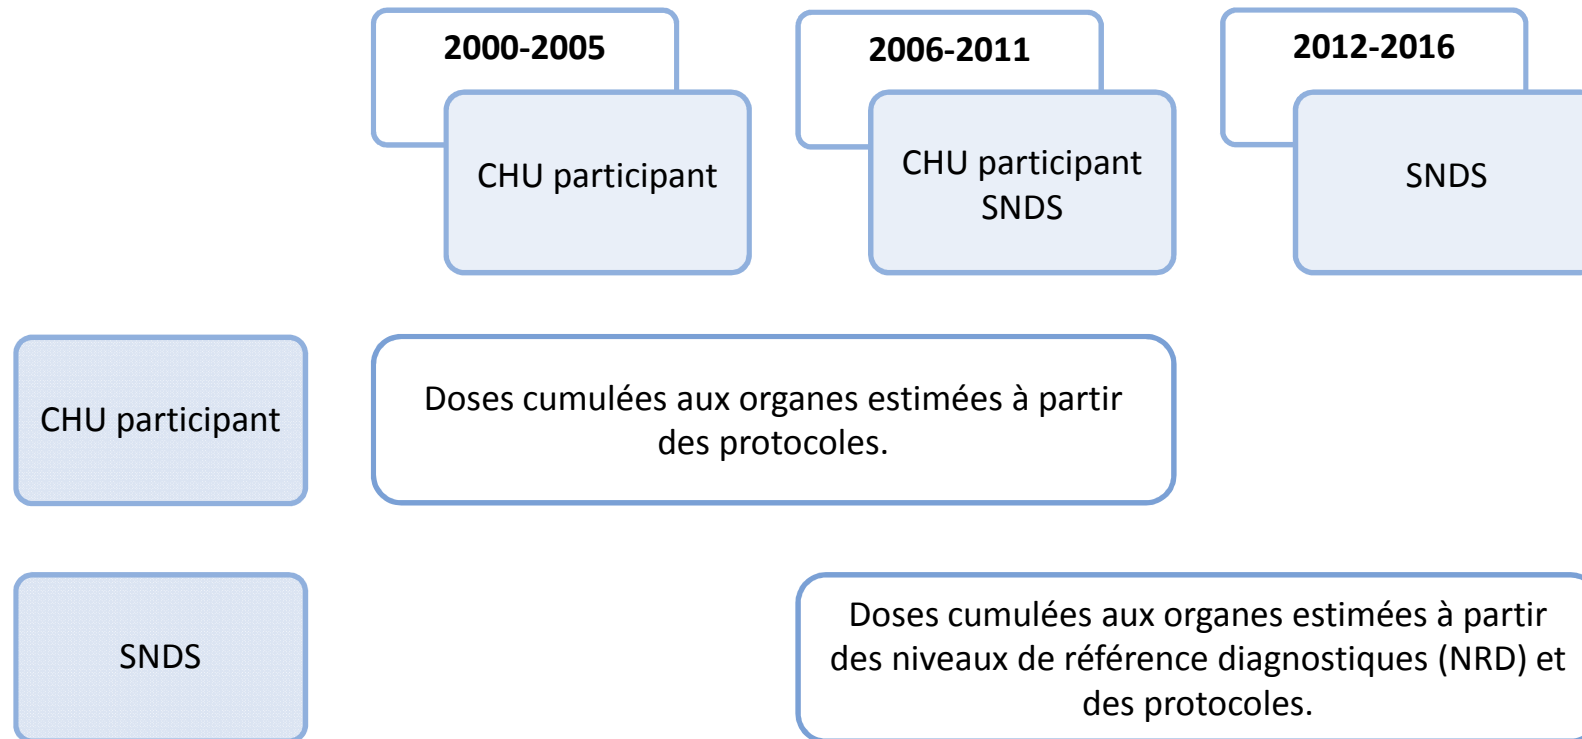 2000-2005
2006-2011
2012-2016
CHU participant
CHU participant
SNDS
SNDS
CHU participant
Doses cumulées aux organes estimées à partir
des protocoles.
SNDS
Doses cumulées aux organes estimées à partir
des niveaux de référence diagnostiques (NRD) et
des protocoles.